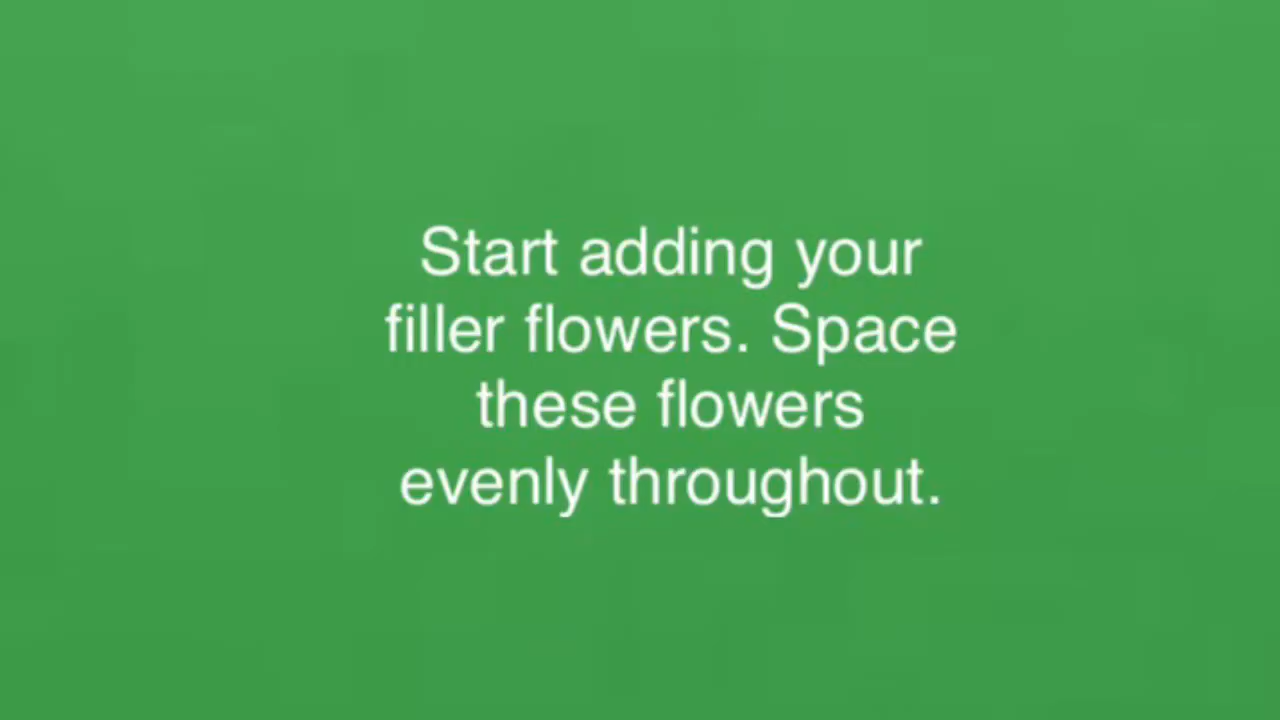 Start adding your
filler flowers. Space
these flowers
evenly throughout.